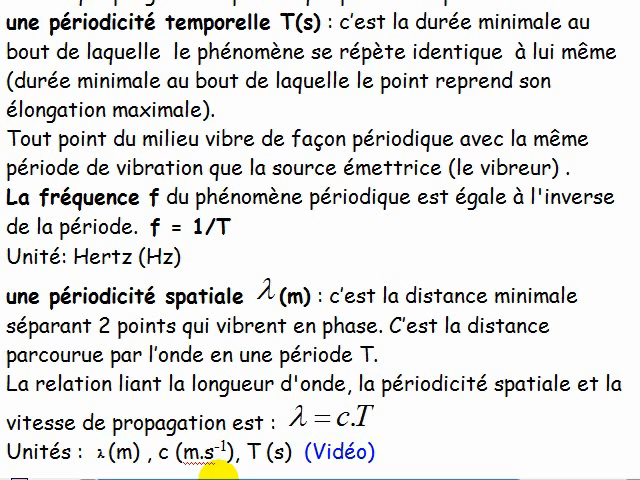 une périodicité temporelle T(s) : c’est la durée minimale au
bout de laquelle le phénomène se répète identique à lui même
(durée minimale au bout de laquelle le point reprend son
élongation maximale).
Tout point du milieu vibre de façon périodique avec la même
période de vibration que la source émettrice (le vibreur) .
La fréquence f du phénomène périodique est égale à l'inverse
de la période. f = 1/T
Unité: Hertz (Hz)
une périodicité spatiale λ (m) : c’est la distance minimale
séparant 2 points qui vibrent en phase. C’est la distance
parcourue par l’onde en une période T.
La relation liant la longueur d'onde, la périodicité spatiale et la
vitesse de propagation est : λ = c.T
Unités : λ (m) , c (m.s⁻¹), T (s) (Vidéo)